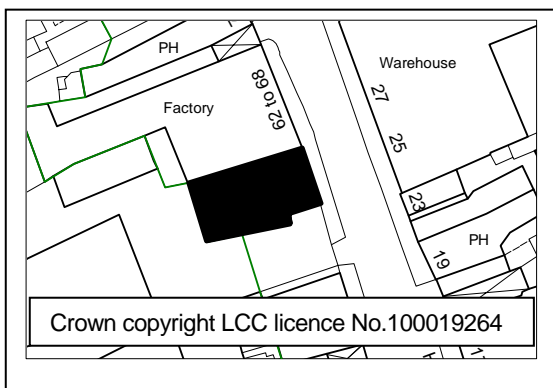 PH
Warehouse
Factory
62 to 68
27
25
23
PH
19
Crown copyright LCC licence No.100019264